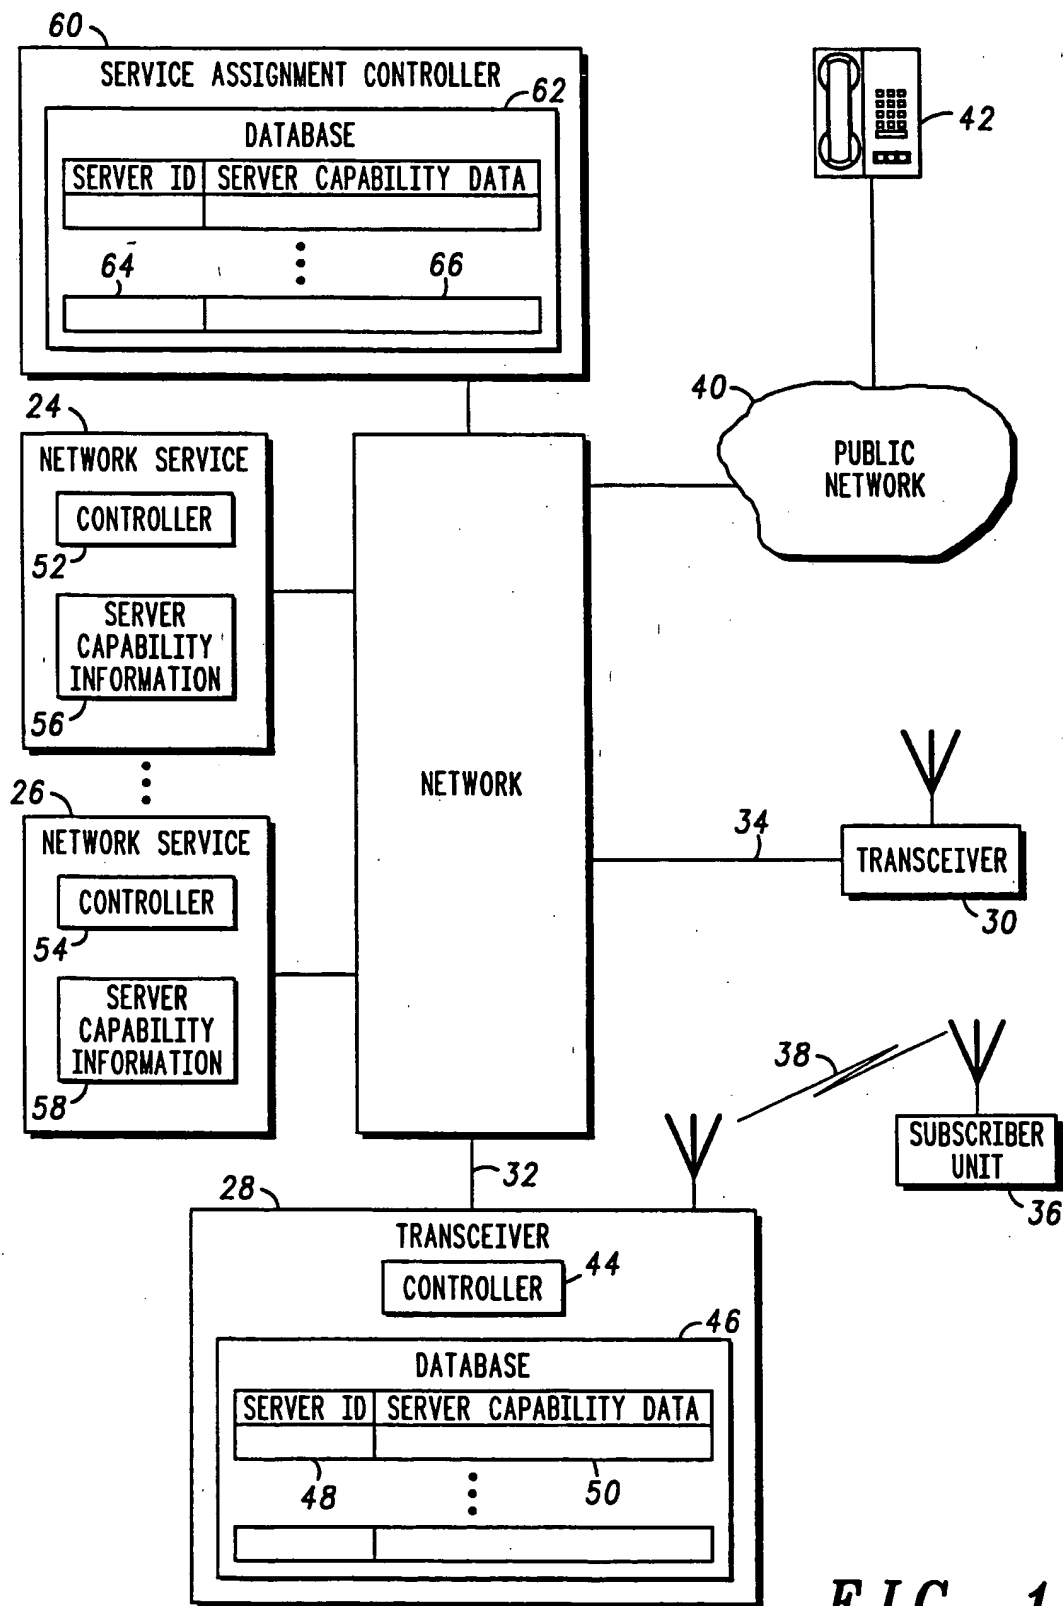 60
SERVICE ASSIGNMENT CONTROLLER
62
DATABASE
SERVER ID SERVER CAPABILITY DATA
64 66
42
40
PUBLIC
NETWORK
24
NETWORK SERVICE
CONTROLLER
52
SERVER
CAPABILITY
INFORMATION
56
NETWORK
26
NETWORK SERVICE
CONTROLLER
54
SERVER
CAPABILITY
INFORMATION
58
34
TRANSCEIVER
30
38
SUBSCRIBER
UNIT
36
32
28
TRANSCEIVER
CONTROLLER
44
46
DATABASE
SERVER ID SERVER CAPABILITY DATA
48 50
FIG. 1